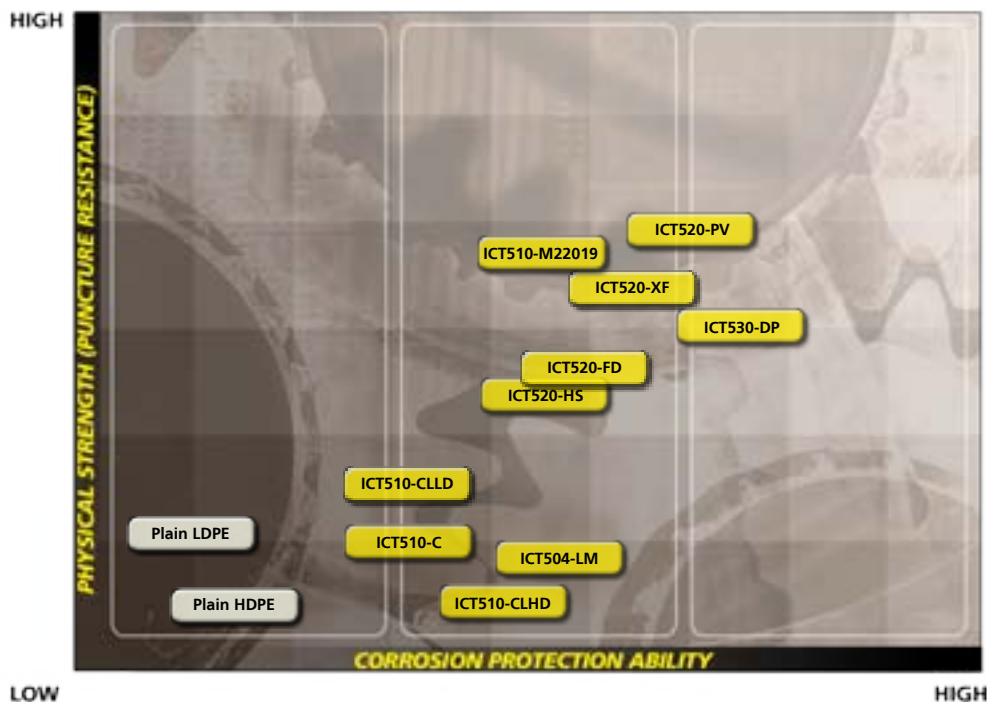 HIGH
PHYSICAL STRENGTH (PUNCTURE RESISTANCE)
ICT520-PV
ICT510-M22019
ICT520-XF
ICT530-DP
ICT520-FD
ICT520-HS
ICT510-CLLD
Plain LDPE
ICT510-C
ICT504-LM
Plain HDPE
ICT510-CLHD
CORROSION PROTECTION ABILITY
LOW
HIGH